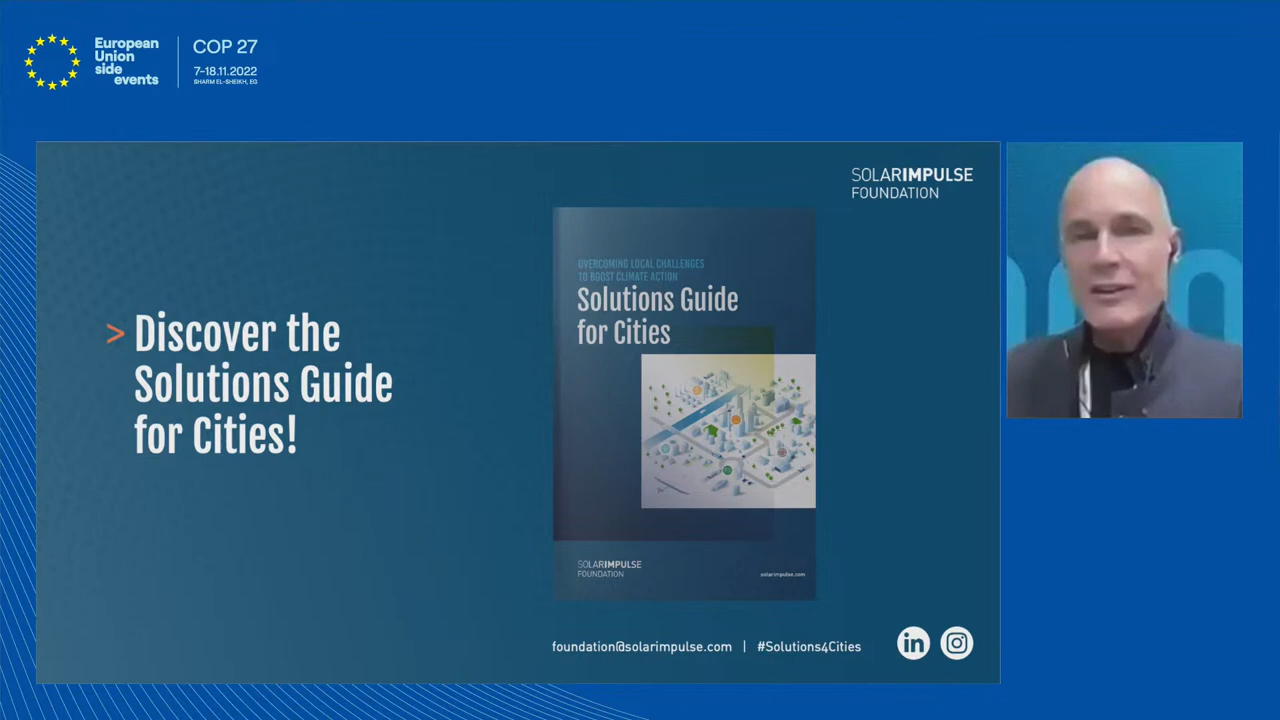 European
Union
side
events
COP 27
7-18.11.2022
SHARM EL-SHEIKH, EG
SOLARIMPULSE
FOUNDATION
> Discover the
Solutions Guide
for Cities!
OVERCOMING LOCAL CHALLENGES
TO BOOST CLIMATE ACTION
Solutions Guide
for Cities
SOLARIMPULSE
FOUNDATION
solarimpulse.com
foundation@solarimpulse.com | #Solutions4Cities
in